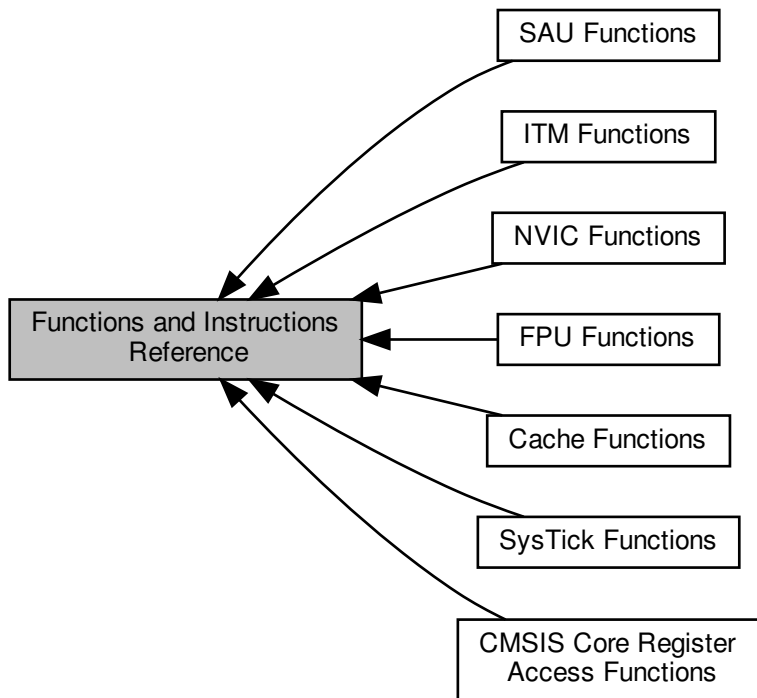 SAU Functions
ITM Functions
NVIC Functions
Functions and Instructions
Reference
FPU Functions
Cache Functions
SysTick Functions
CMSIS Core Register
Access Functions